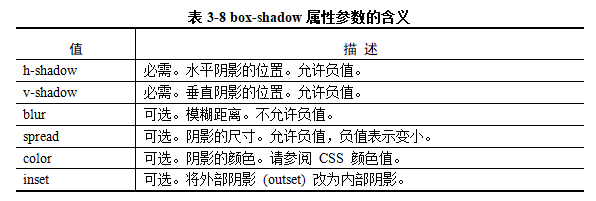 表 3-8 box-shadow 属性参数的含义
值 描 述
h-shadow 必需。水平阴影的位置。允许负值。
v-shadow 必需。垂直阴影的位置。允许负值。
blur 可选。模糊距离。不允许负值。
spread 可选。阴影的尺寸。允许负值，负值表示变小。
color 可选。阴影的颜色。请参阅 CSS 颜色值。
inset 可选。将外部阴影 (outset) 改为内部阴影。